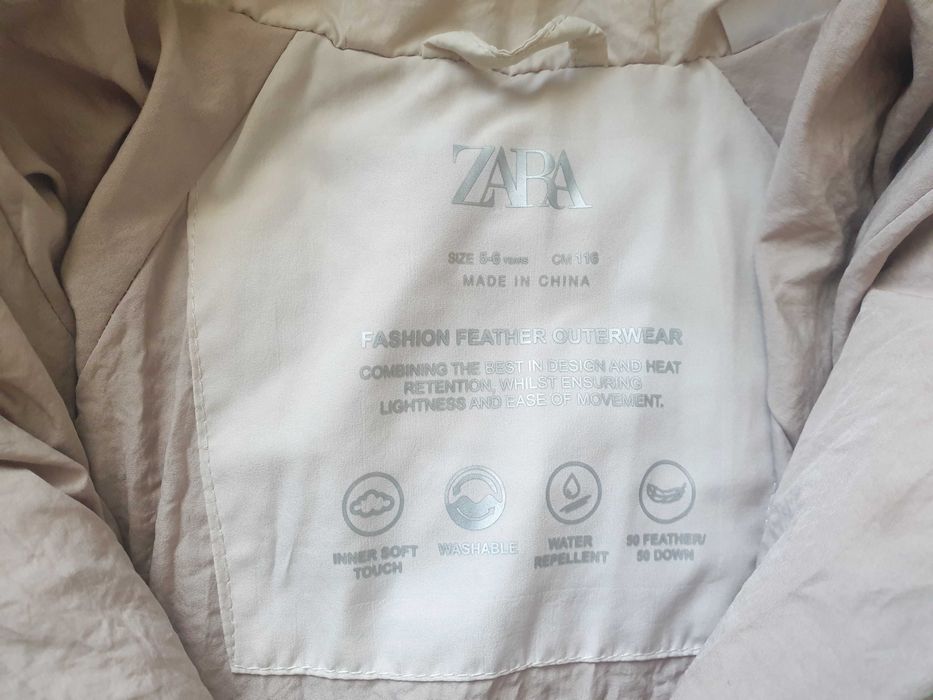 ZARA
SIZE 5-6 YEARS CM 116
MADE IN CHINA
FASHION FEATHER OUTERWEAR
COMBINING THE BEST IN DESIGN AND HEAT
RETENTION, WHILST ENSURING
LIGHTNESS AND EASE OF MOVEMENT.
INNER SOFT
TOUCH
WASHABLE
WATER
REPELLENT
50 FEATHER/
50 DOWN